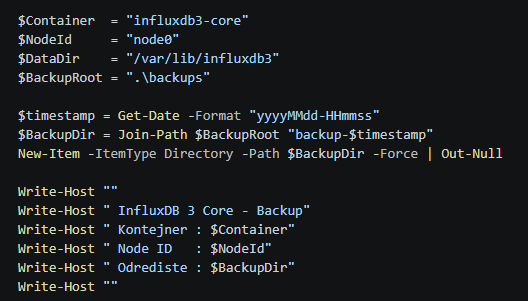 $Container  = "influxdb3-core"
$NodeId     = "node0"
$DataDir    = "/var/lib/influxdb3"
$BackupRoot = ".\backups"

$timestamp = Get-Date -Format "yyyyMMdd-HHmmss"
$BackupDir = Join-Path $BackupRoot "backup-$timestamp"
New-Item -ItemType Directory -Path $BackupDir -Force | Out-Null

Write-Host ""
Write-Host " InfluxDB 3 Core - Backup"
Write-Host " Kontejner : $Container"
Write-Host " Node ID   : $NodeId"
Write-Host " Odrediste : $BackupDir"
Write-Host ""